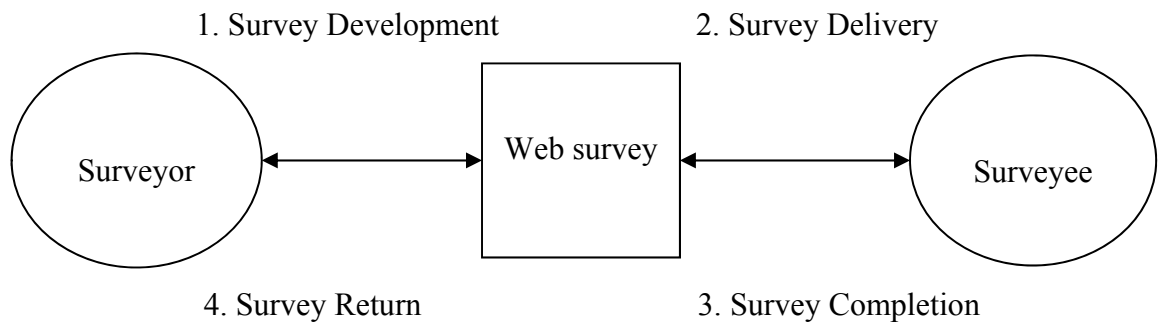 1. Survey Development
2. Survey Delivery
Surveyor
Web survey
Surveyee
4. Survey Return
3. Survey Completion